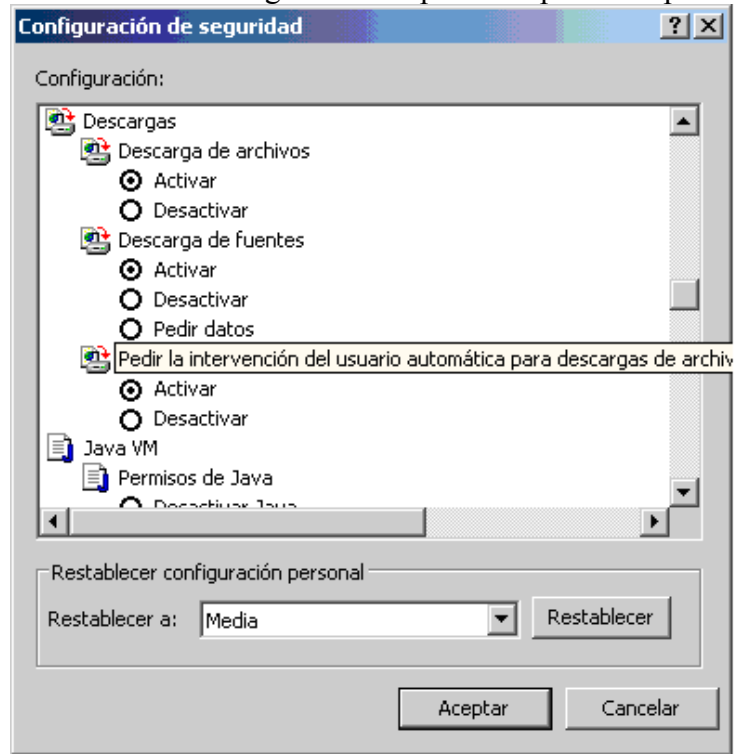 Configuración de seguridad
Configuración:
Descargas
Descarga de archivos
Activar
Desactivar
Descarga de fuentes
Activar
Desactivar
Pedir datos
Pedir la intervención del usuario automática para descargas de archiv
Activar
Desactivar
Java VM
Permisos de Java
Desactivar Java
Restablecer configuración personal
Restablecer a:
Media
Restablecer
Aceptar
Cancelar